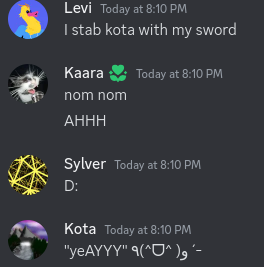 Levi Today at 8:10 PM
I stab kota with my sword
Kaara Today at 8:10 PM
nom nom
AHHH
Sylver Today at 8:10 PM
D:
Kota Today at 8:10 PM
"yeAYYY" ٩(^ᗜ^ )و ´-